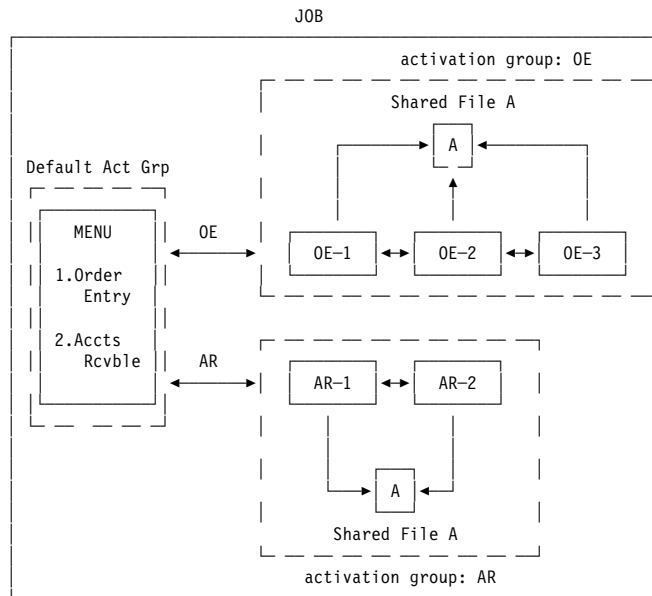 JOB
activation group: OE
Shared File A
A
Default Act Grp
MENU
OE
OE—1
OE—2
OE—3
1.Order
Entry
2.Accts
Rcvble
AR
AR—1
AR—2
A
Shared File A
activation group: AR